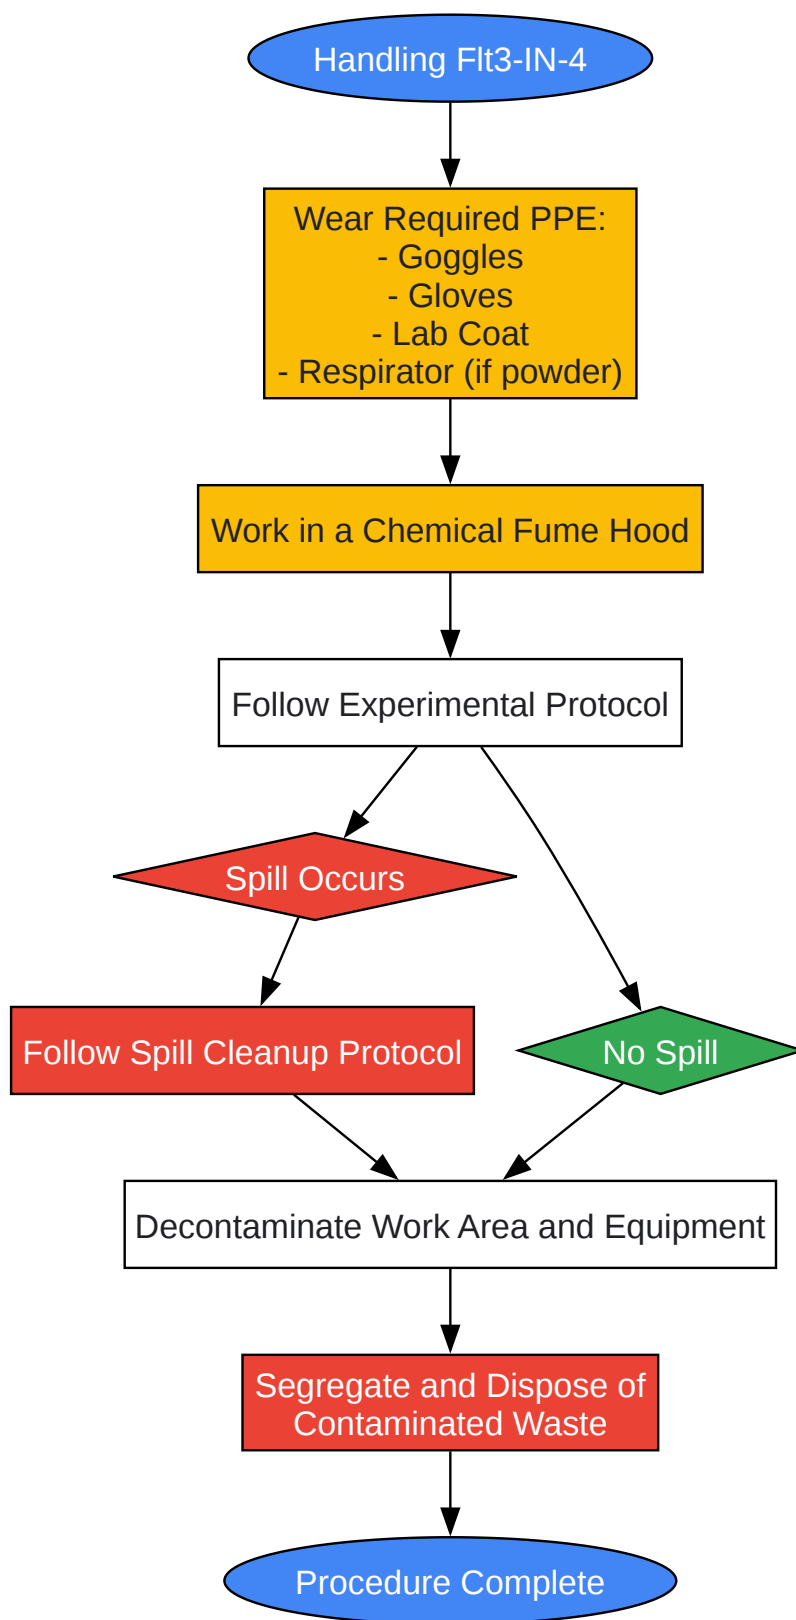 Handling Flt3-IN-4
Wear Required PPE:
- Goggles
- Gloves
- Lab Coat
- Respirator (if powder)
Work in a Chemical Fume Hood
Follow Experimental Protocol
Spill Occurs
Follow Spill Cleanup Protocol
No Spill
Decontaminate Work Area and Equipment
Segregate and Dispose of
Contaminated Waste
Procedure Complete